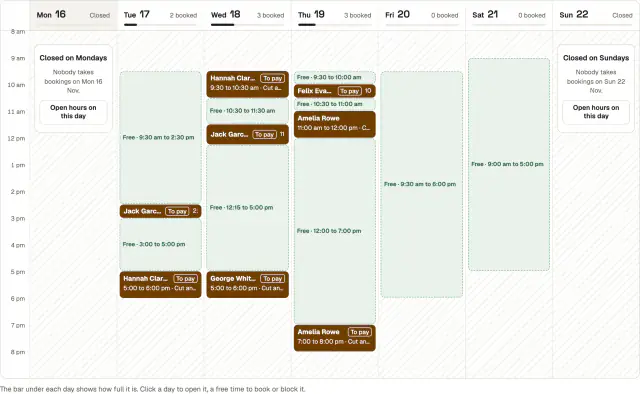 Mon 16 Closed
Tue 17 2 booked
Wed 18 3 booked
Thu 19 3 booked
Fri 20 0 booked
Sat 21 0 booked
Sun 22 Closed
8 am
9 am
10 am
11 am
12 pm
1 pm
2 pm
3 pm
4 pm
5 pm
6 pm
7 pm
8 pm
Closed on Mondays
Nobody takes
bookings on Mon 16
Nov.
Open hours on
this day
Free · 9:30 am to 2:30 pm
Jack Garc... To pay 2:
Free · 3:00 to 5:00 pm
Hannah Clar... To pay
5:00 to 6:00 pm · Cut an...
Hannah Clar... To pay
9:30 to 10:30 am · Cut a...
Free · 10:30 to 11:30 am
Jack Garc... To pay 11
Free · 12:15 to 5:00 pm
George Whit... To pay
5:00 to 6:00 pm · Cut an...
Free · 9:30 to 10:00 am
Felix Eva... To pay 10
Free · 10:30 to 11:00 am
Amelia Rowe
11:00 am to 12:00 pm · C...
Free · 12:00 to 7:00 pm
Amelia Rowe To pay
7:00 to 8:00 pm · Cut an...
Free · 9:30 am to 6:00 pm
Free · 9:00 am to 5:00 pm
Closed on Sundays
Nobody takes
bookings on Sun 22
Nov.
Open hours on
this day
The bar under each day shows how full it is. Click a day to open it, a free time to book or block it.